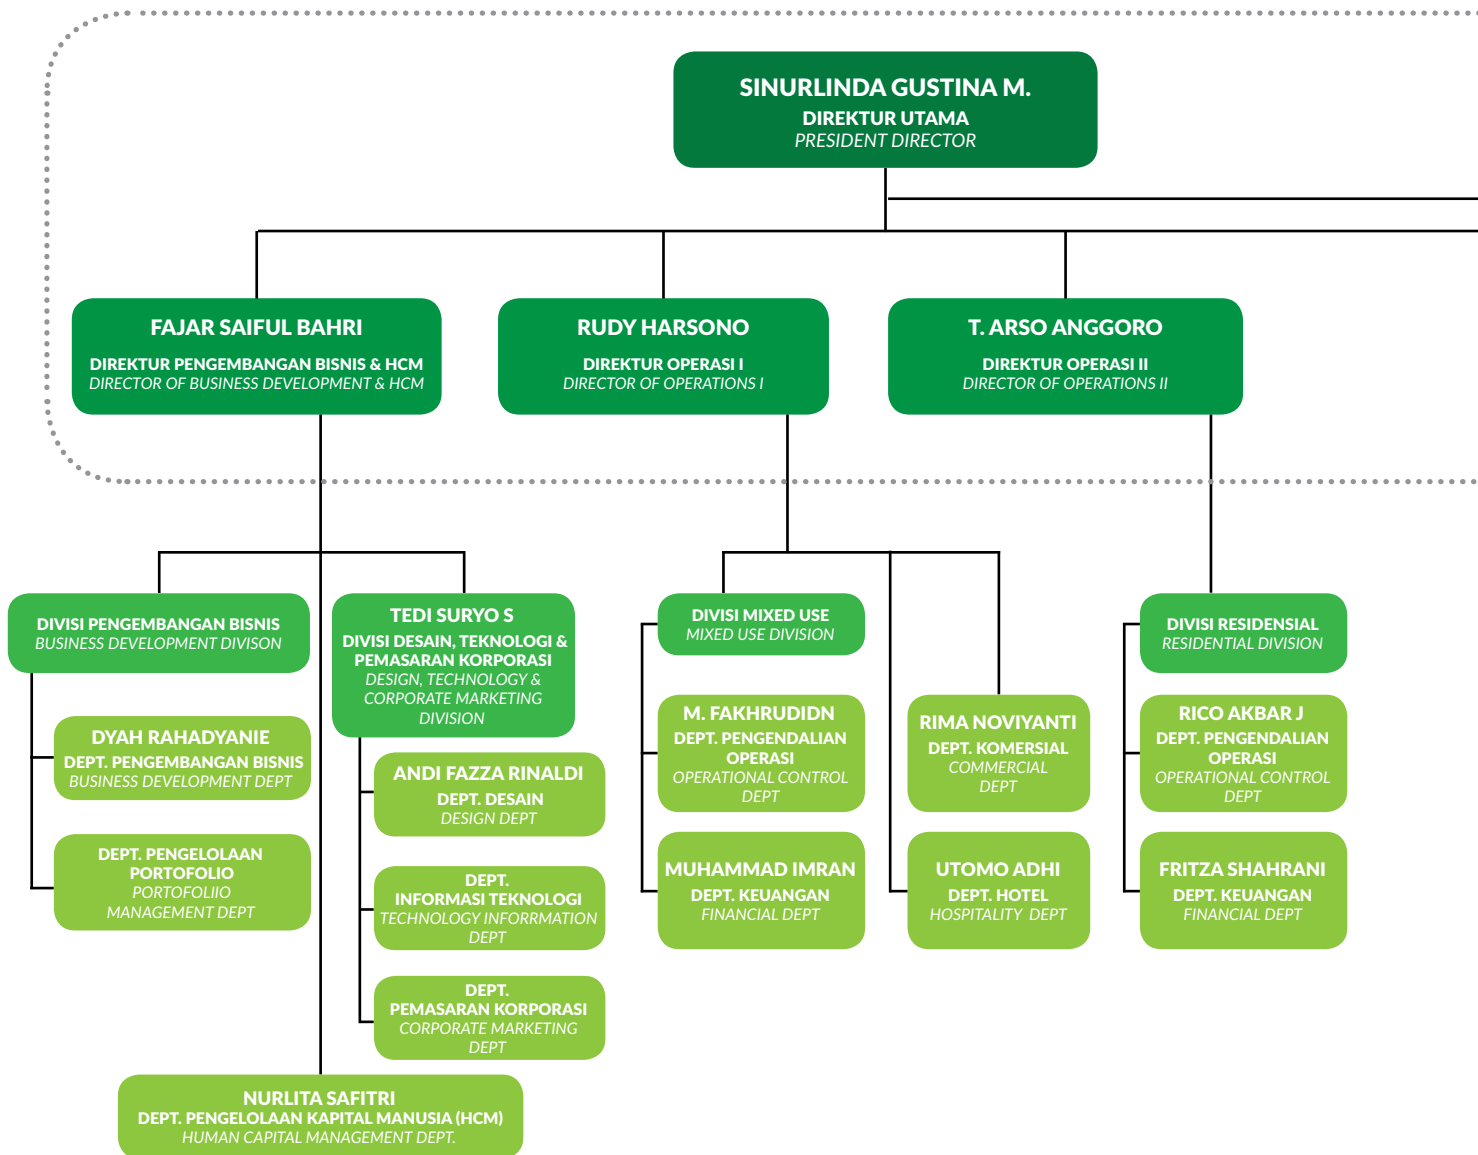 SINURLINDA GUSTINA M.
DIREKTUR UTAMA
PRESIDENT DIRECTOR
FAJAR SAIFUL BAHRI
DIREKTUR PENGEMBANGAN BISNIS & HCM
DIRECTOR OF BUSINESS DEVELOPMENT & HCM
RUDY HARSONO
DIREKTUR OPERASI I
DIRECTOR OF OPERATIONS I
T. ARSO ANGGORO
DIREKTUR OPERASI II
DIRECTOR OF OPERATIONS II
DIVISI PENGEMBANGAN BISNIS
BUSINESS DEVELOPMENT DIVISON
DYAH RAHADYANIE
DEPT. PENGEMBANGAN BISNIS
BUSINESS DEVELOPMENT DEPT
DEPT. PENGELOLAAN
PORTOFOLIO
PORTOFOLIIO
MANAGEMENT DEPT
TEDI SURYO S
DIVISI DESAIN, TEKNOLOGI &
PEMASARAN KORPORASI
DESIGN, TECHNOLOGY &
CORPORATE MARKETING
DIVISION
ANDI FAZZA RINALDI
DEPT. DESAIN
DESIGN DEPT
DEPT.
INFORMASI TEKNOLOGI
TECHNOLOGY INFORRMATION
DEPT
DEPT.
PEMASARAN KORPORASI
CORPORATE MARKETING
DEPT
NURLITA SAFITRI
DEPT. PENGELOLAAN KAPITAL MANUSIA (HCM)
HUMAN CAPITAL MANAGEMENT DEPT.
DIVISI MIXED USE
MIXED USE DIVISION
M. FAKHRUDIDN
DEPT. PENGENDALIAN
OPERASI
OPERATIONAL CONTROL
DEPT
MUHAMMAD IMRAN
DEPT. KEUANGAN
FINANCIAL DEPT
RIMA NOVIYANTI
DEPT. KOMERSIAL
COMMERCIAL
DEPT
UTOMO ADHI
DEPT. HOTEL
HOSPITALITY DEPT
DIVISI RESIDENSIAL
RESIDENTIAL DIVISION
RICO AKBAR J
DEPT. PENGENDALIAN
OPERASI
OPERATIONAL CONTROL
DEPT
FRITZA SHAHRANI
DEPT. KEUANGAN
FINANCIAL DEPT